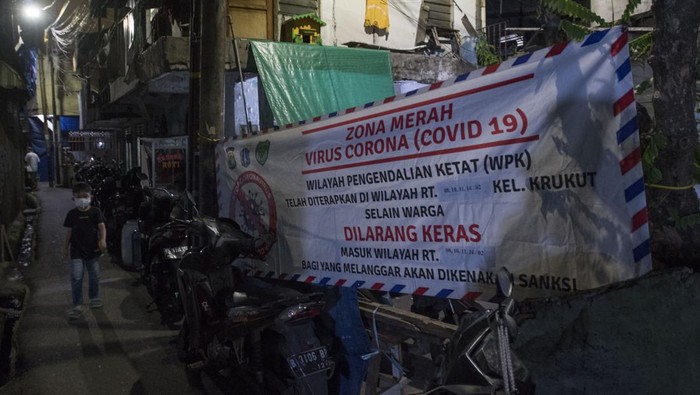 ZONA MERAH
VIRUS CORONA (COVID 19)
WILAYAH PENGENDALIAN KETAT (WPK)
TELAH DITERAPKAN DI WILAYAH RT. KEL. KRUKUT
SELAIN WARGA
DILARANG KERAS
MASUK WILAYAH RT.
BAGI YANG MELANGGAR AKAN DIKENAKAN SANKSI